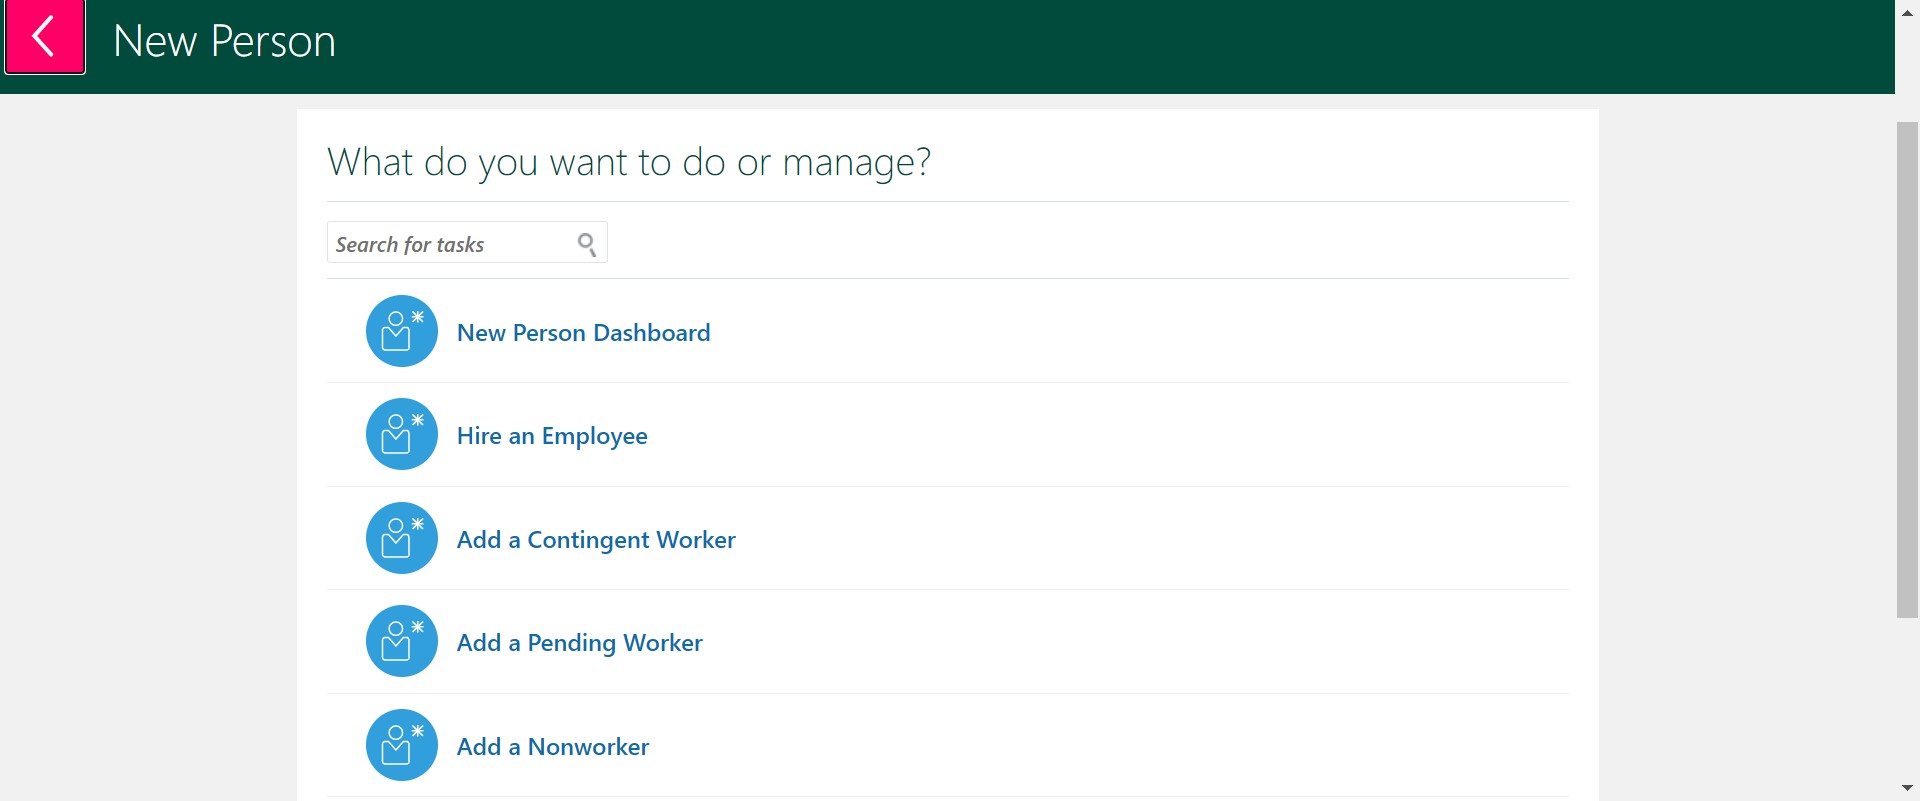 New Person
What do you want to do or manage?
Search for tasks
New Person Dashboard
Hire an Employee
Add a Contingent Worker
Add a Pending Worker
Add a Nonworker